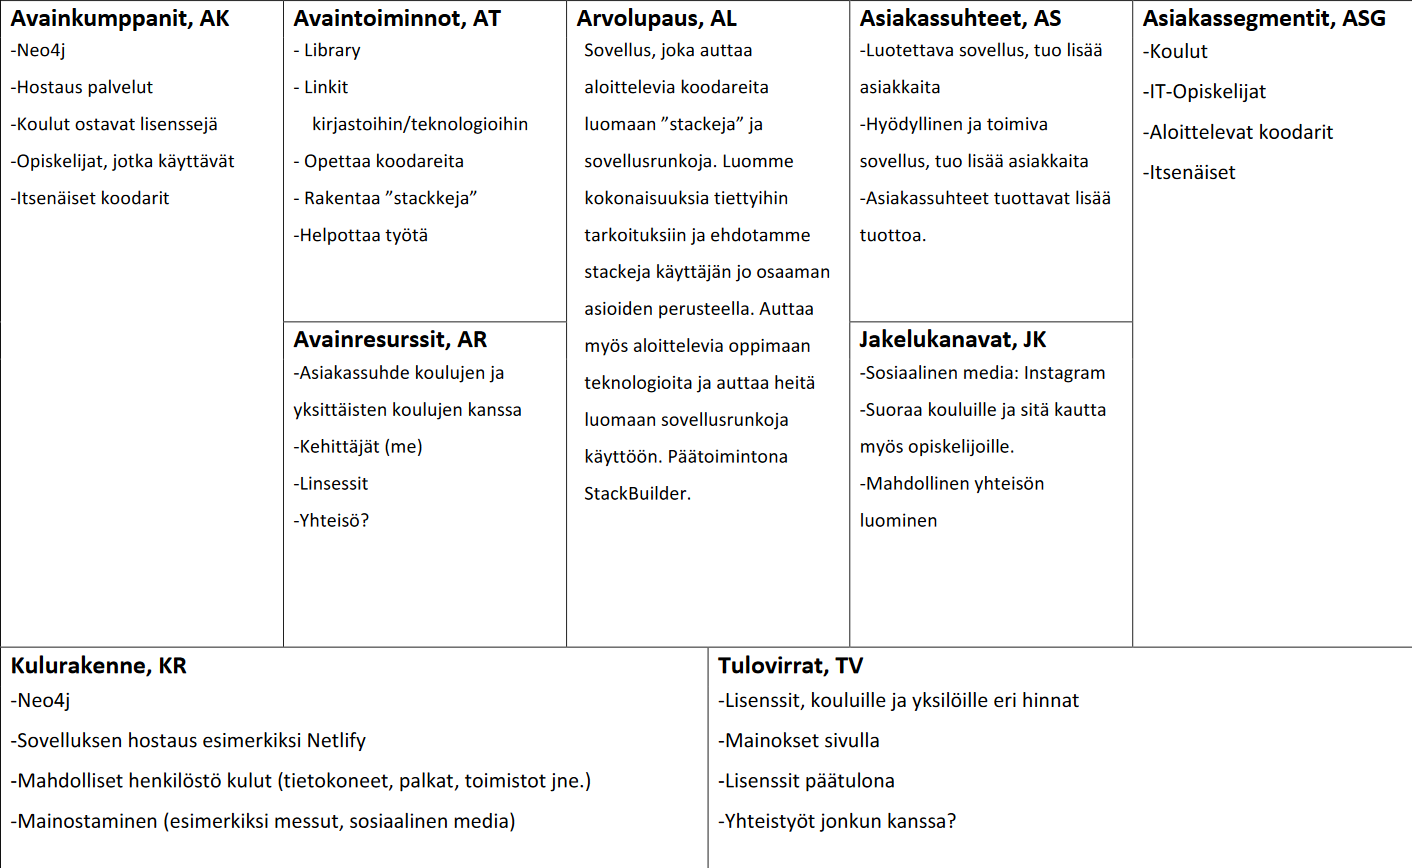 Avainkumppanit, AK
-Neo4j
-Hostaus palvelut
-Koulut ostavat lisenssejä
-Opiskelijat, jotka käyttävät
-Itsenäiset koodarit
Avaintoiminnot, AT
- Library
- Linkit
kirjastoihin/teknologioihin
- Opettaa koodareita
- Rakentaa ”stackkeja”
-Helpottaa työtä
Avainresurssit, AR
-Asiakassuhde koulujen ja
yksittäisten koulujen kanssa
-Kehittäjät (me)
-Linsessit
-Yhteisö?
Arvolupaus, AL
Sovellus, joka auttaa
aloittelevia koodareita
luomaan ”stackeja” ja
sovellusrunkoja. Luomme
kokonaisuuksia tiettyihin
tarkoituksiin ja ehdotamme
stackeja käyttäjän jo osaaman
asioiden perusteella. Auttaa
myös aloittelevia oppimaan
teknologioita ja auttaa heitä
luomaan sovellusrunkoja
käyttöön. Päätoimintona
StackBuilder.
Asiakassuhteet, AS
-Luotettava sovellus, tuo lisää
asiakkaita
-Hyödyllinen ja toimiva
sovellus, tuo lisää asiakkaita
-Asiakassuhteet tuottavat lisää
tuottoa.
Jakelukanavat, JK
-Sosiaalinen media: Instagram
-Suoraa kouluille ja sitä kautta
myös opiskelijoille.
-Mahdollinen yhteisön
luominen
Asiakassegmentit, ASG
-Koulut
-IT-Opiskelijat
-Aloittelevat koodarit
-Itsenäiset
Kulurakenne, KR
-Neo4j
-Sovelluksen hostaus esimerkiksi Netlify
-Mahdolliset henkilöstö kulut (tietokoneet, palkat, toimistot jne.)
-Mainostaminen (esimerkiksi messut, sosiaalinen media)
Tulovirrat, TV
-Lisenssit, kouluille ja yksilöille eri hinnat
-Mainokset sivulla
-Lisenssit päätulona
-Yhteistyöt jonkun kanssa?